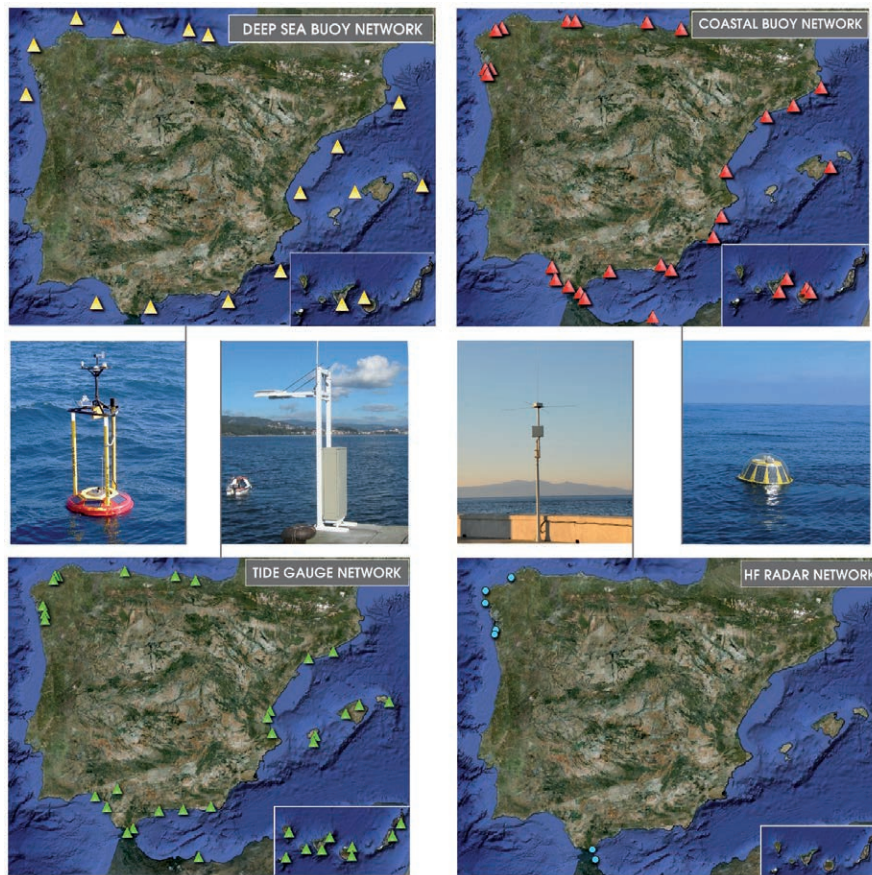 DEEP SEA BUOY NETWORK
COASTAL BUOY NETWORK
TIDE GAUGE NETWORK
HF RADAR NETWORK